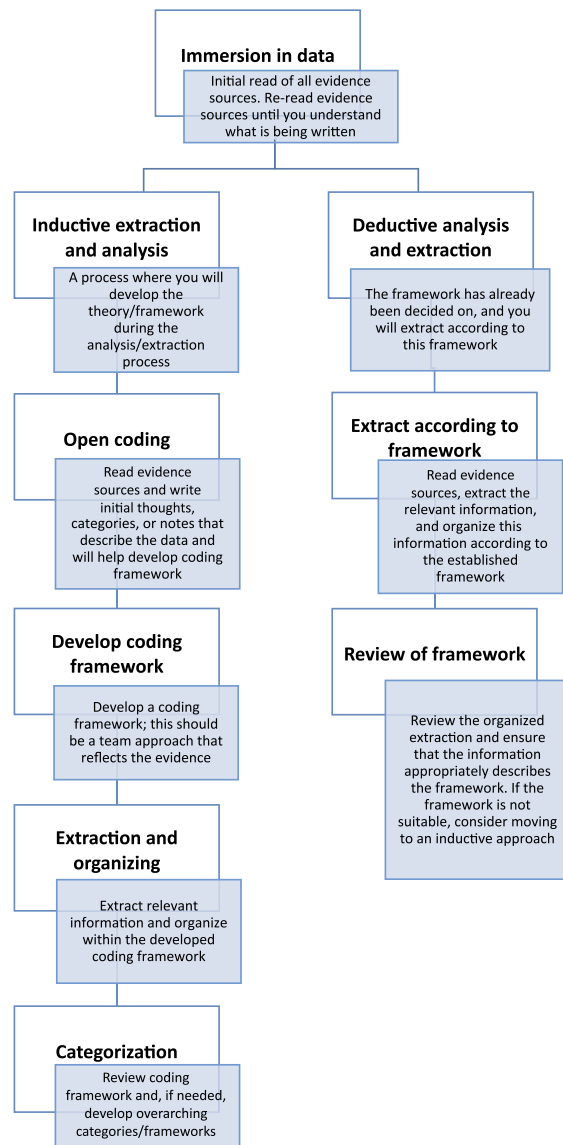 Immersion in data
Initial read of all evidence
sources. Re-read evidence
sources until you understand
what is being written
Inductive extraction
and analysis
A process where you will
develop the
theory/framework
during the
analysis/extraction
process
Open coding
Read evidence
sources and write
initial thoughts,
categories, or notes that
describe the data and
will help develop coding
framework
Develop coding
framework
Develop a coding
framework; this should
be a team approach that
reflects the evidence
Extraction and
organizing
Extract relevant
information and organize
within the developed
coding framework
Categorization
Review coding
framework and, if needed,
develop overarching
categories/frameworks
Deductive analysis
and extraction
The framework has already
been decided on, and you
will extract according to
this framework
Extract according to
framework
Read evidence
sources, extract the
relevant information,
and organize this
information according to
the established
framework
Review of framework
Review the organized
extraction and ensure
that the information
appropriately describes
the framework. If the
framework is not
suitable, consider moving
to an inductive approach